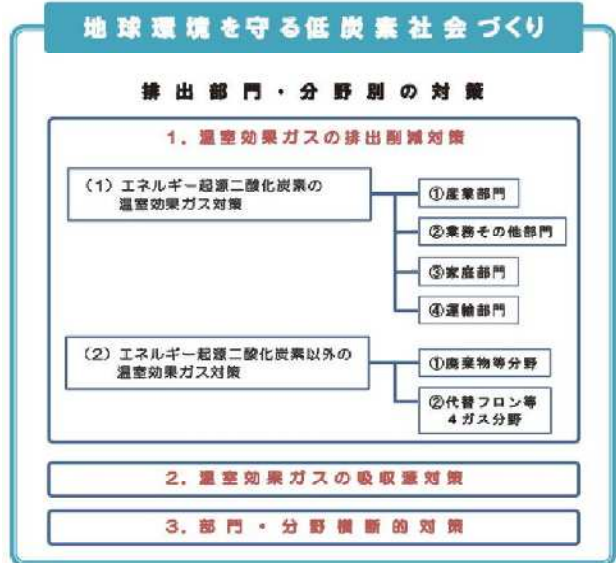 地球環境を守る低炭素社会づくり
排出部門・分野別の対策
1．温室効果ガスの排出削減対策
（1）エネルギー起源二酸化炭素の
温室効果ガス対策
①産業部門
②業務その他部門
③家庭部門
④運輸部門
（2）エネルギー起源二酸化炭素以外の
温室効果ガス対策
①廃棄物等分野
②代替フロン等
4ガス分野
2．温室効果ガスの吸収源対策
3．部門・分野横断的対策